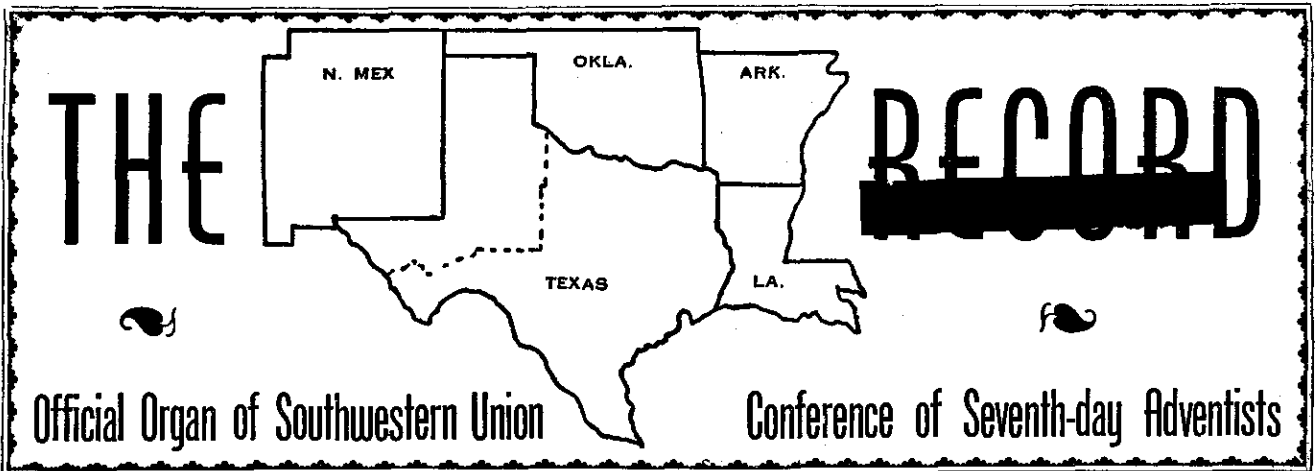 THE RECORD
N. MEX
OKLA.
ARK.
TEXAS
LA.
Official Organ of Southwestern Union Conference of Seventh-day Adventists